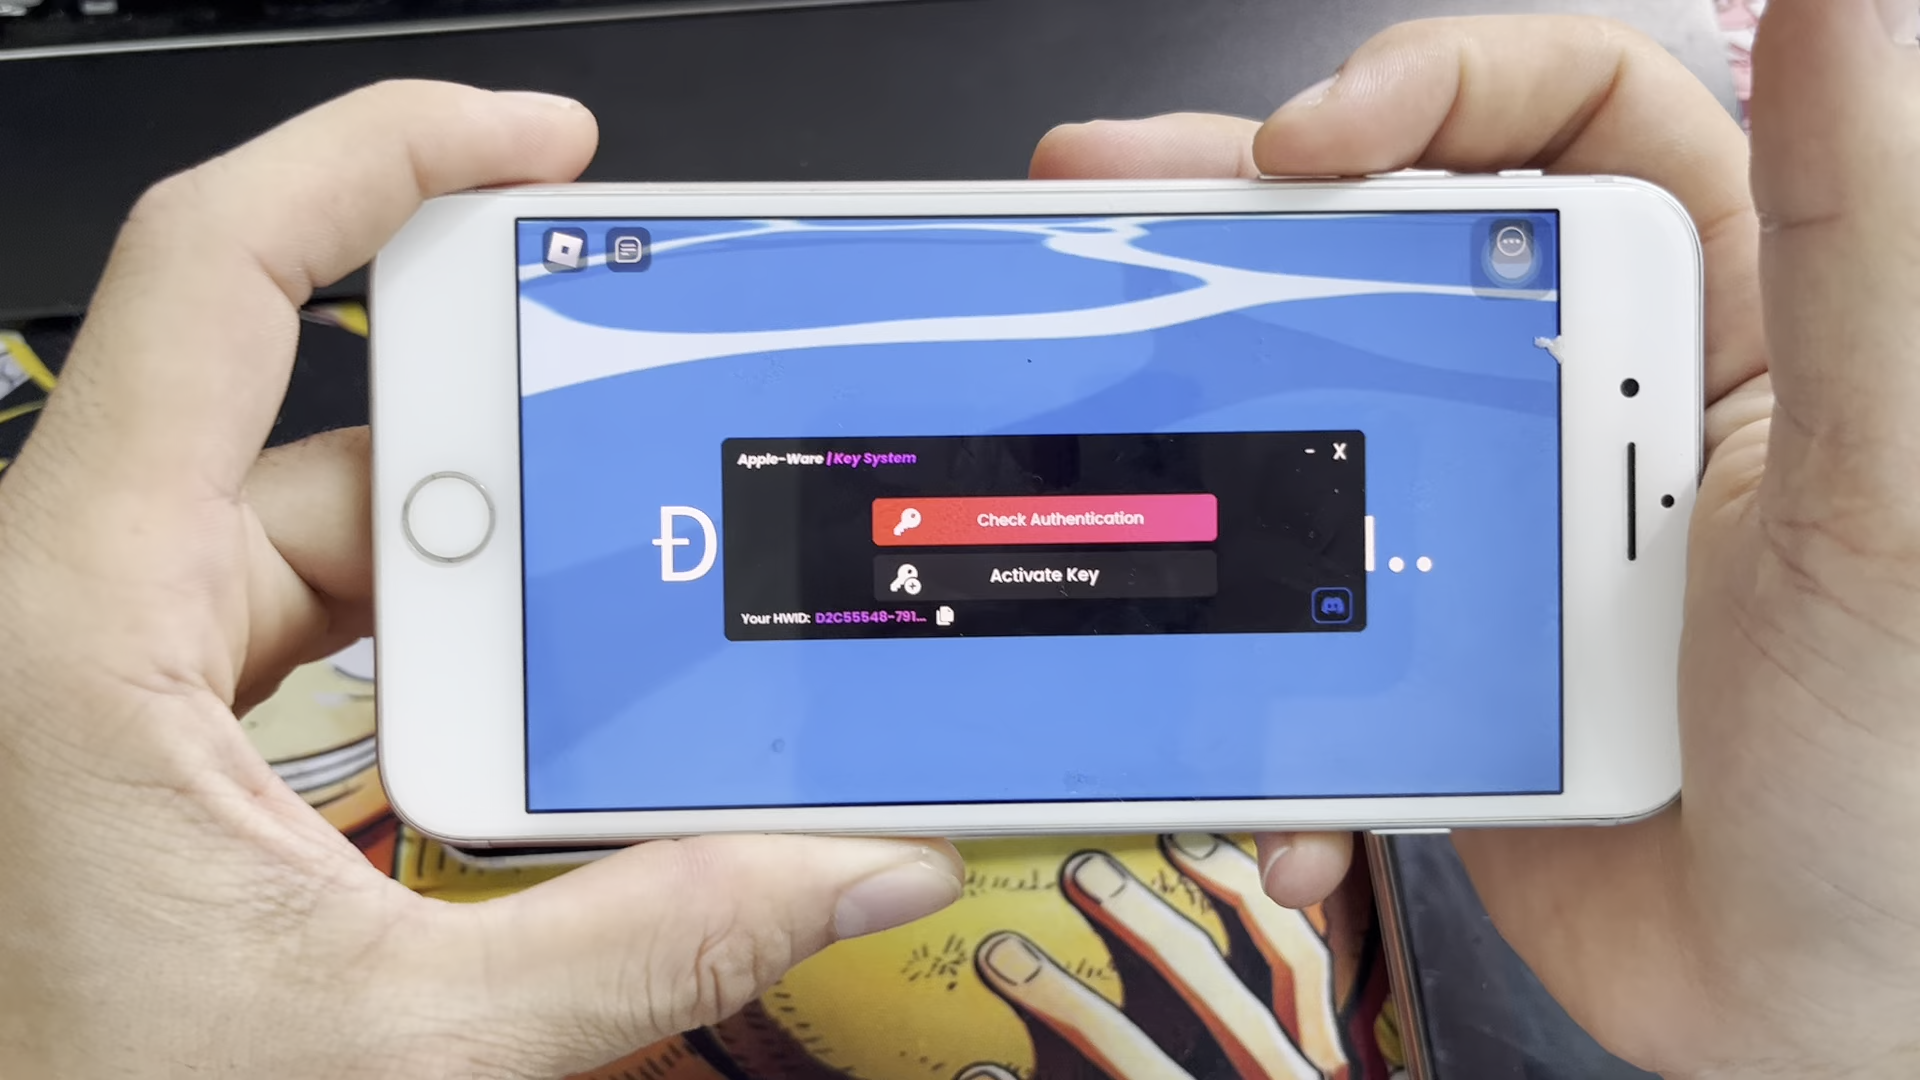 Apple-Ware | Key System
- X
Check Authentication
Đ
Activate Key
Your HWID: D2C55548-791...